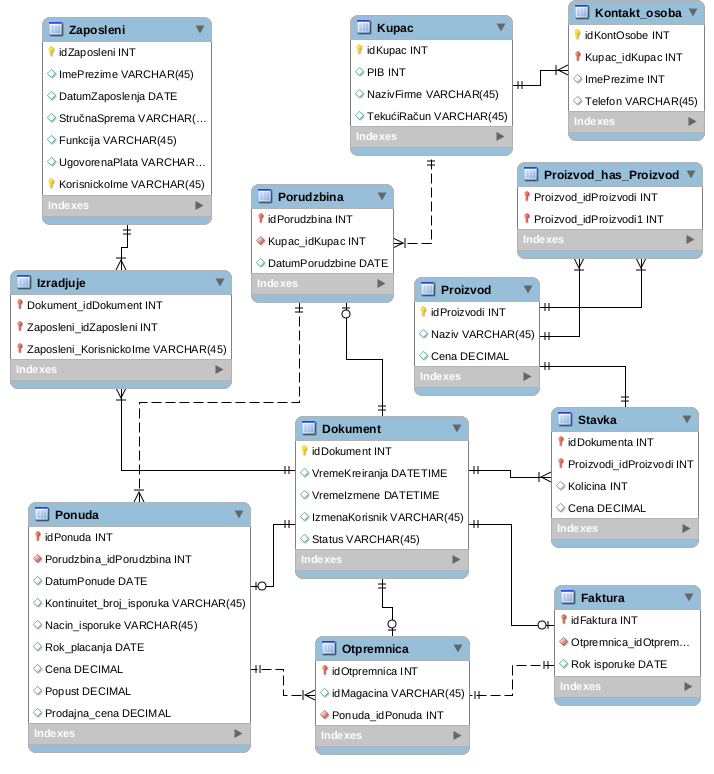 Zaposleni
idZaposleni INT
ImePrezime VARCHAR(45)
DatumZaposlenja DATE
StručnaSprema VARCHAR(...
Funkcija VARCHAR(45)
UgovorenaPlata VARCHAR...
KorisnickoIme VARCHAR(45)
Indexes
Kupac
idKupac INT
PIB INT
NazivFirme VARCHAR(45)
TekućiRačun VARCHAR(45)
Indexes
Kontakt_osoba
idKontOsobe INT
Kupac_idKupac INT
ImePrezime INT
Telefon VARCHAR(45)
Indexes
Porudzbina
idPorudzbina INT
Kupac_idKupac INT
DatumPorudzbine DATE
Indexes
Proizvod_has_Proizvod
Proizvod_idProizvodi INT
Proizvod_idProizvodi1 INT
Indexes
Izradjuje
Dokument_idDokument INT
Zaposleni_idZaposleni INT
Zaposleni_KorisnickoIme VARCHAR(45)
Indexes
Proizvod
idProizvodi INT
Naziv VARCHAR(45)
Cena DECIMAL
Indexes
Dokument
idDokument INT
VremeKreiranja DATETIME
VremeIzmene DATETIME
IzmenaKorisnik VARCHAR(45)
Status VARCHAR(45)
Indexes
Stavka
idDokumenta INT
Proizvodi_idProizvodi INT
Kolicina INT
Cena DECIMAL
Indexes
Ponuda
idPonuda INT
Porudzbina_idPorudzbina INT
DatumPonude DATE
Kontinuitet_broj_isporuka VARCHAR(45)
Nacin_isporuke VARCHAR(45)
Rok_placanja DATE
Cena DECIMAL
Popust DECIMAL
Prodajna_cena DECIMAL
Indexes
Otpremnica
idOtpremnica INT
idMagacina VARCHAR(45)
Ponuda_idPonuda INT
Indexes
Faktura
idFaktura INT
Otpremnica_idOtprem...
Rok isporuke DATE
Indexes